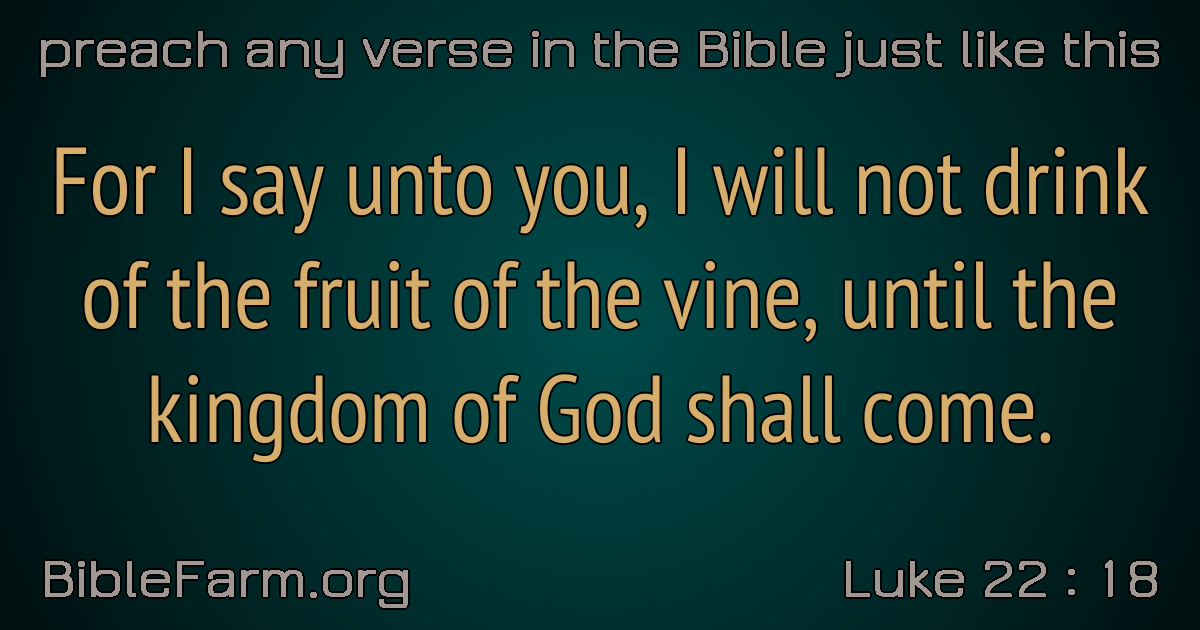 preach any verse in the Bible just like this
For I say unto you, I will not drink
of the fruit of the vine, until the
kingdom of God shall come.
BibleFarm.org
Luke 22 : 18